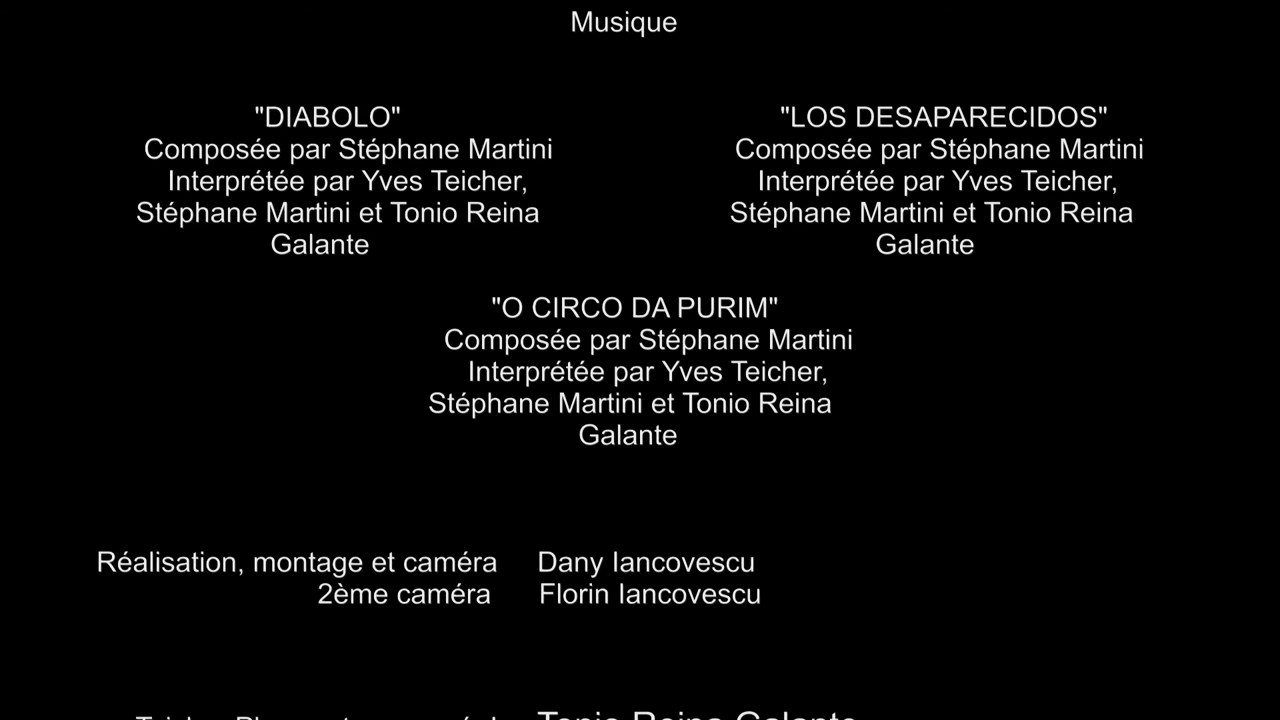 Musique
"DIABOLO"
Composée par Stéphane Martini
Interprétée par Yves Teicher,
Stéphane Martini et Tonio Reina
Galante
"LOS DESAPARECIDOS"
Composée par Stéphane Martini
Interprétée par Yves Teicher,
Stéphane Martini et Tonio Reina
Galante
"O CIRCO DA PURIM"
Composée par Stéphane Martini
Interprétée par Yves Teicher,
Stéphane Martini et Tonio Reina
Galante
Réalisation, montage et caméra Dany Iancovescu
2ème caméra Florin Iancovescu
Tonio Reina Galante